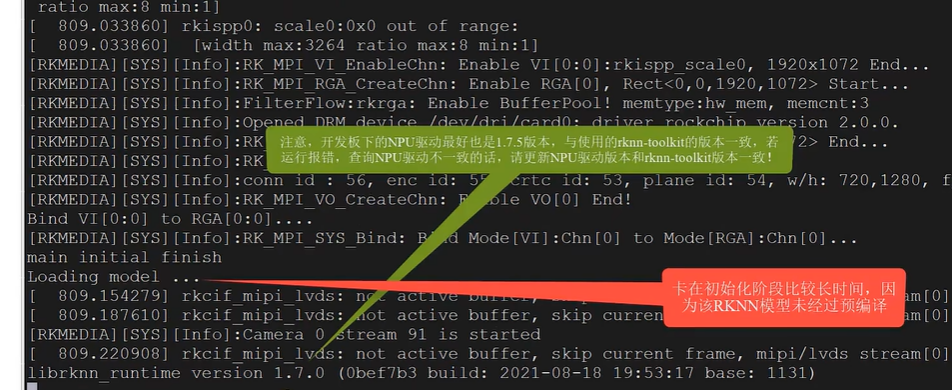 ratio max:8 min:1]
[  809.033860] rkispp0: scale0:0x0 out of range:
[  809.033860]  [width max:3264 ratio max:8 min:1]
[RKMEDIA][SYS][Info]:RK_MPI_VI_EnableChn: Enable VI[0:0]:rkispp_scale0, 1920x1072 End...
[RKMEDIA][SYS][Info]:RK_MPI_RGA_CreateChn: Enable RGA[0], Rect<0,0,1920,1072> Start...
[RKMEDIA][SYS][Info]:FilterFlow:rkrga: Enable BufferPool! memtype:hw_mem, memcnt:3
[RKMEDIA][SYS][Info]:Opened DRM device /dev/dri/card0: driver rockchip version 2.0.0.
[RKMEDIA][SYS][Info]:RK_
2> End...
注意，开发板下的NPU驱动最好也是1.7.5版本，与使用的rknn-toolkit的版本一致，若
运行报错，查询NPU驱动不一致的话，请更新NPU驱动版本和rknn-toolkit版本一致！
[RKMEDIA][SYS][Info]:RK_
[RKMEDIA][SYS][Info]:conn id : 56, enc id: 55, crtc id: 53, plane id: 54, w/h: 720,1280, f
[RKMEDIA][SYS][Info]:RK_MPI_VO_CreateChn: Enable VO[0] End!
Bind VI[0:0] to RGA[0:0]....
[RKMEDIA][SYS][Info]:RK_MPI_SYS_Bind: Bind Mode[VI]:Chn[0] to Mode[RGA]:Chn[0]...
main initial finish
Loading model ...
卡在初始化阶段比较长时间，因
为该RKNN模型未经过预编译
[  809.154279] rkcif_mipi_lvds: not active buffer, skip current stream[0]
[  809.187610] rkcif_mipi_lvds: not active buffer, skip current stream[0]
[RKMEDIA][SYS][Info]:Camera 0 stream 91 is started
[  809.220908] rkcif_mipi_lvds: not active buffer, skip current frame, mipi/lvds stream[0]
librknn_runtime version 1.7.0 (0bef7b3 build: 2021-08-18 19:53:17 base: 1131)